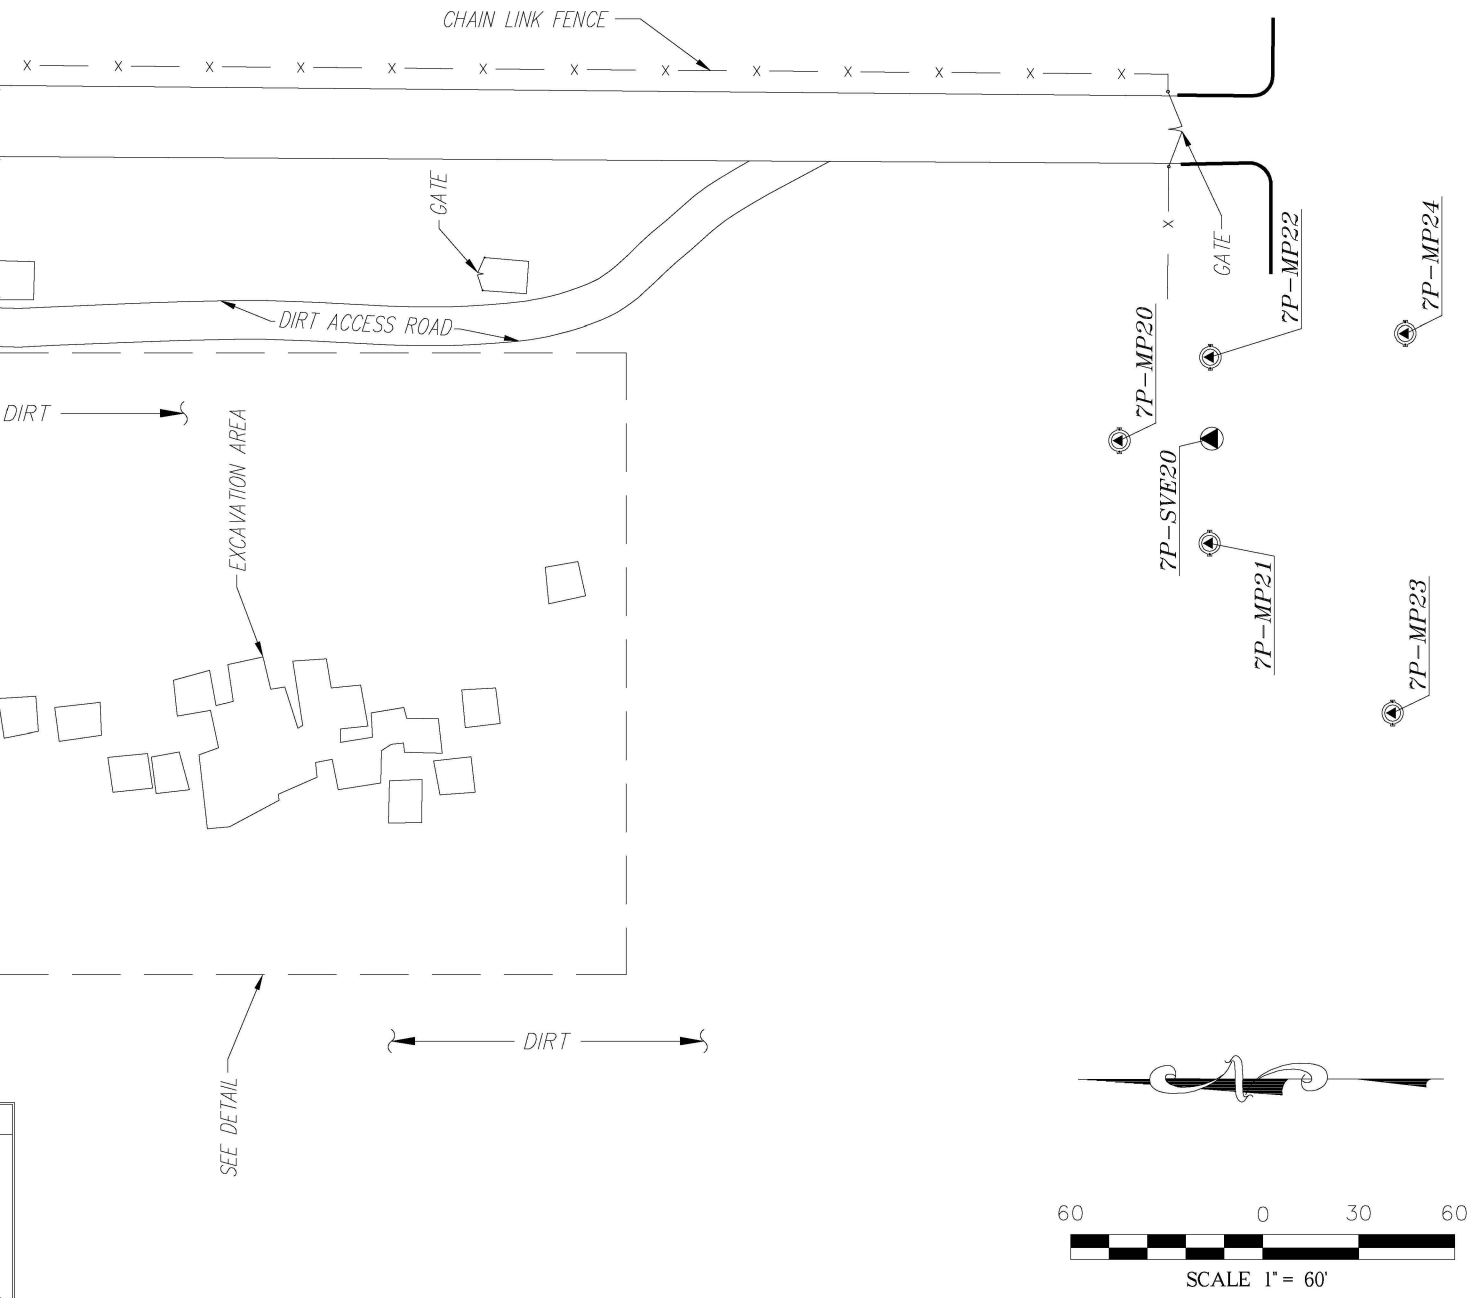 CHAIN LINK FENCE
X X X X X X X X X X X X X
GATE
X
GATE
7P-MP22
7P-MP24
DIRT ACCESS ROAD
7P-MP20
DIRT
EXCAVATION AREA
7P-SVE20
7P-MP21
7P-MP23
DIRT
SEE DETAIL
N
60 0 30 60
SCALE 1" = 60'